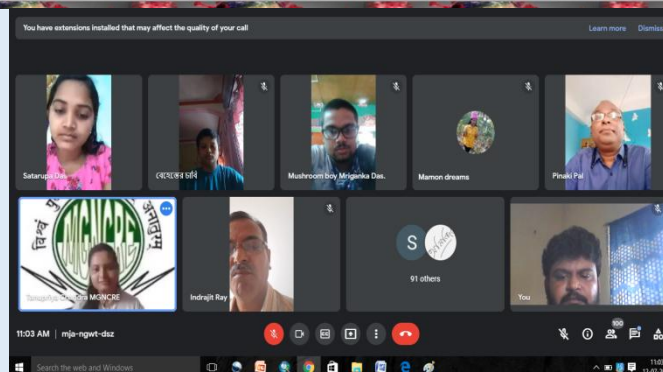 You have extensions installed that may affect the quality of your call
Learn more
Dismiss
Satarupa Das
বেহেস্তের চাবি
Mushroom boy Mriganka Das.
Mamon dreams
Pinaki Pal
MGNCRE
MGNCRE
Indrajit Ray
S
91 others
You
11:03 AM | mja-ngwt-dsz
100
Search the web and Windows